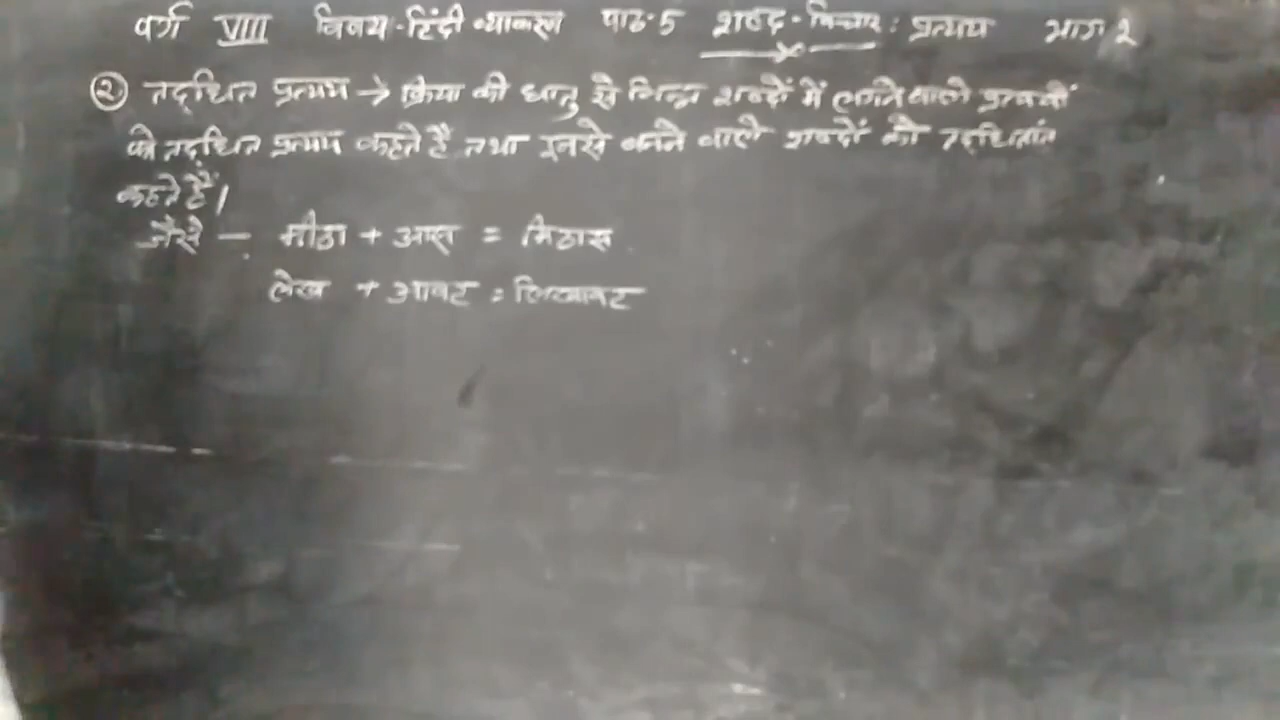 वर्ग VIII विषय-हिंदी व्याकरण पाठ-5 शब्द-विचार : प्रत्यय भाग 2
② तद्धित प्रत्यय → क्रिया की धातु से भिन्न शब्दों में लगने वाले प्रत्ययों
को तद्धित प्रत्यय कहते हैं तथा इनसे बनने वाले शब्दों को तद्धितांत
कहते हैं।
जैसे - मीठा + आस = मिठास
लेख + आवट = लिखावट